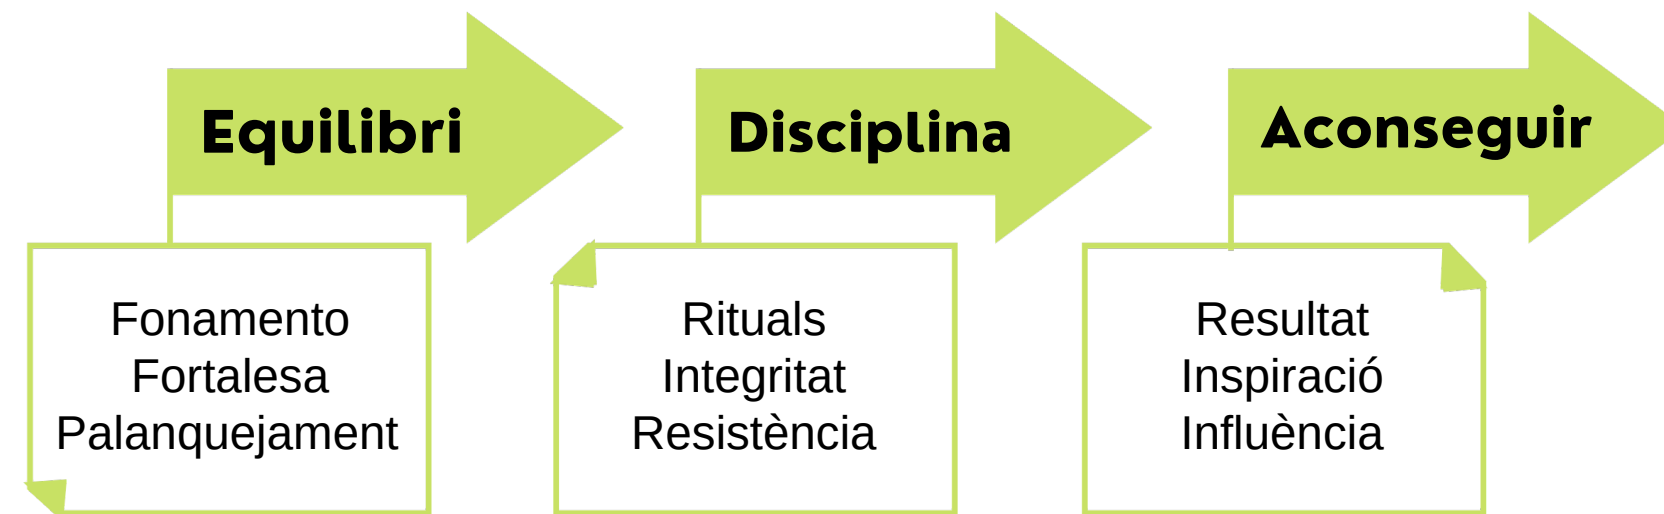 Equilibri
Fonamento
Fortalesa
Palanquejament
Disciplina
Rituals
Integritat
Resistència
Aconseguir
Resultat
Inspiració
Influència